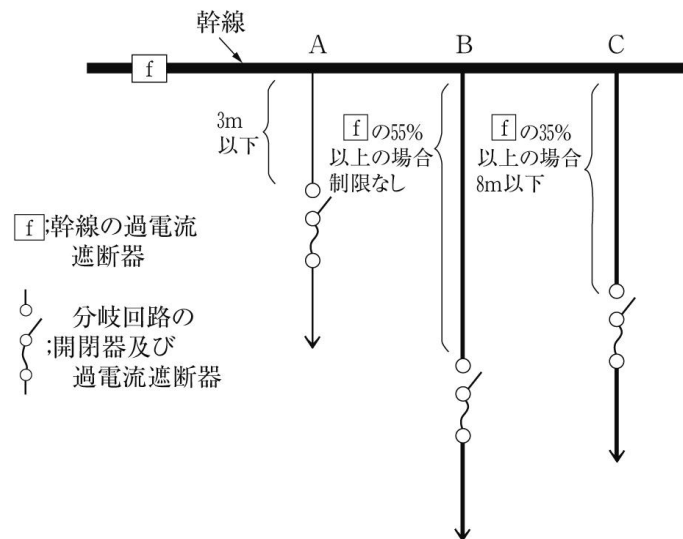 幹線
A
B
C
f
3m
以下
fの55%
以上の場合
制限なし
fの35%
以上の場合
8m以下
f;幹線の過電流
遮断器
分岐回路の
;開閉器及び
過電流遮断器